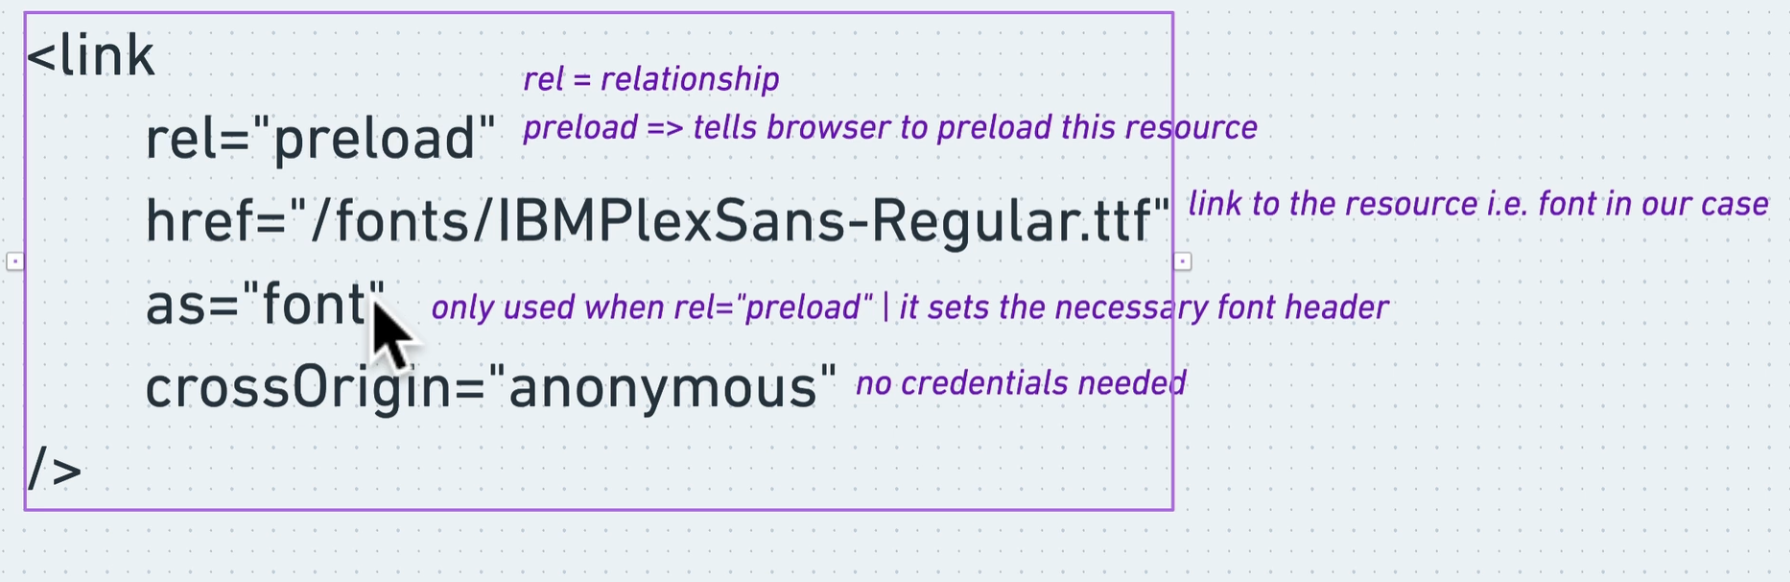 <link
rel = relationship
rel="preload" preload => tells browser to preload this resource
href="/fonts/IBMPlexSans-Regular.ttf" link to the resource i.e. font in our case
as="font" only used when rel="preload" | it sets the necessary font header
crossOrigin="anonymous" no credentials needed
/>